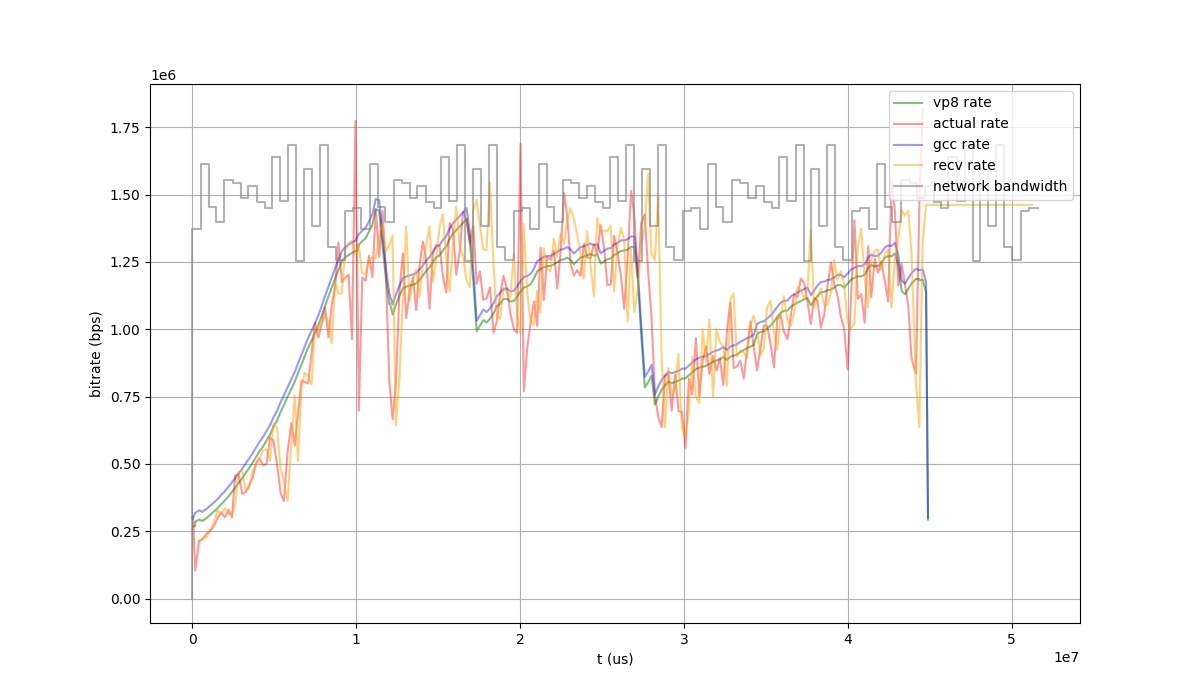 1e6
1.75
1.50
1.25
1.00
0.75
0.50
0.25
0.00
bitrate (bps)
vp8 rate
actual rate
gcc rate
recv rate
network bandwidth
0
1
2
3
4
5
t (us)
1e7